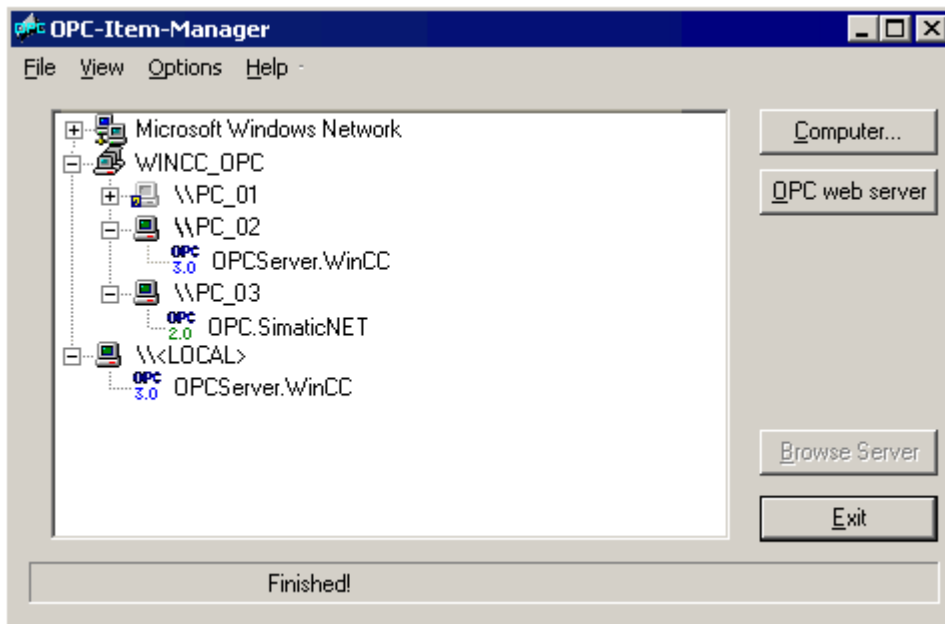 OPC-Item-Manager
File View Options Help
Microsoft Windows Network
WINCC_OPC
\\PC_01
\\PC_02
OPC 3.0 OPCServer.WinCC
\\PC_03
OPC 2.0 OPC.SimaticNET
\\<LOCAL>
OPC 3.0 OPCServer.WinCC
Computer...
OPC web server
Browse Server
Exit
Finished!